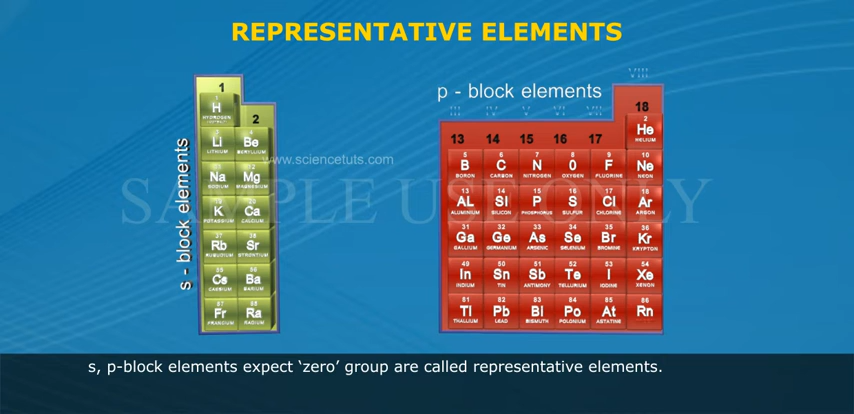 REPRESENTATIVE ELEMENTS
p - block elements
s - block elements
1
2
13 14 15 16 17 18
1
H
HYDROGEN
Li Be
LITHIUM BERYLLIUM
Na Mg
SODIUM MAGNESIUM
K Ca
POTASSIUM CALCIUM
Rb Sr
RUBUDIUM STRONTIUM
Cs Ba
CAESIUM BARIUM
Fr Ra
FRANCIUM RADIUM
2
He
HELIUM
5 6 7 8 9 10
B C N O F Ne
BORON CARBON NITROGEN OXYGEN FLUORINE NEON
13 14 15 16 17 18
AL SI P S Cl Ar
ALUMINIUM SILICON PHOSPHORUS SULFUR CHLORINE ARGON
31 32 33 34 35 36
Ga Ge As Se Br Kr
GALLIUM GERMANIUM ARSENIC SELENIUM BROMINE KRYPTON
49 50 51 52 53 54
In Sn Sb Te I Xe
INDIUM TIN ANTIMONY TELLURIUM IODINE XENON
81 82 83 84 85 86
Tl Pb Bi Po At Rn
THALLIUM LEAD BISMUTH POLONIUM ASTATINE
www.sciencetuts.com
SAMPLE USE ONLY
s, p-block elements expect ‘zero’ group are called representative elements.